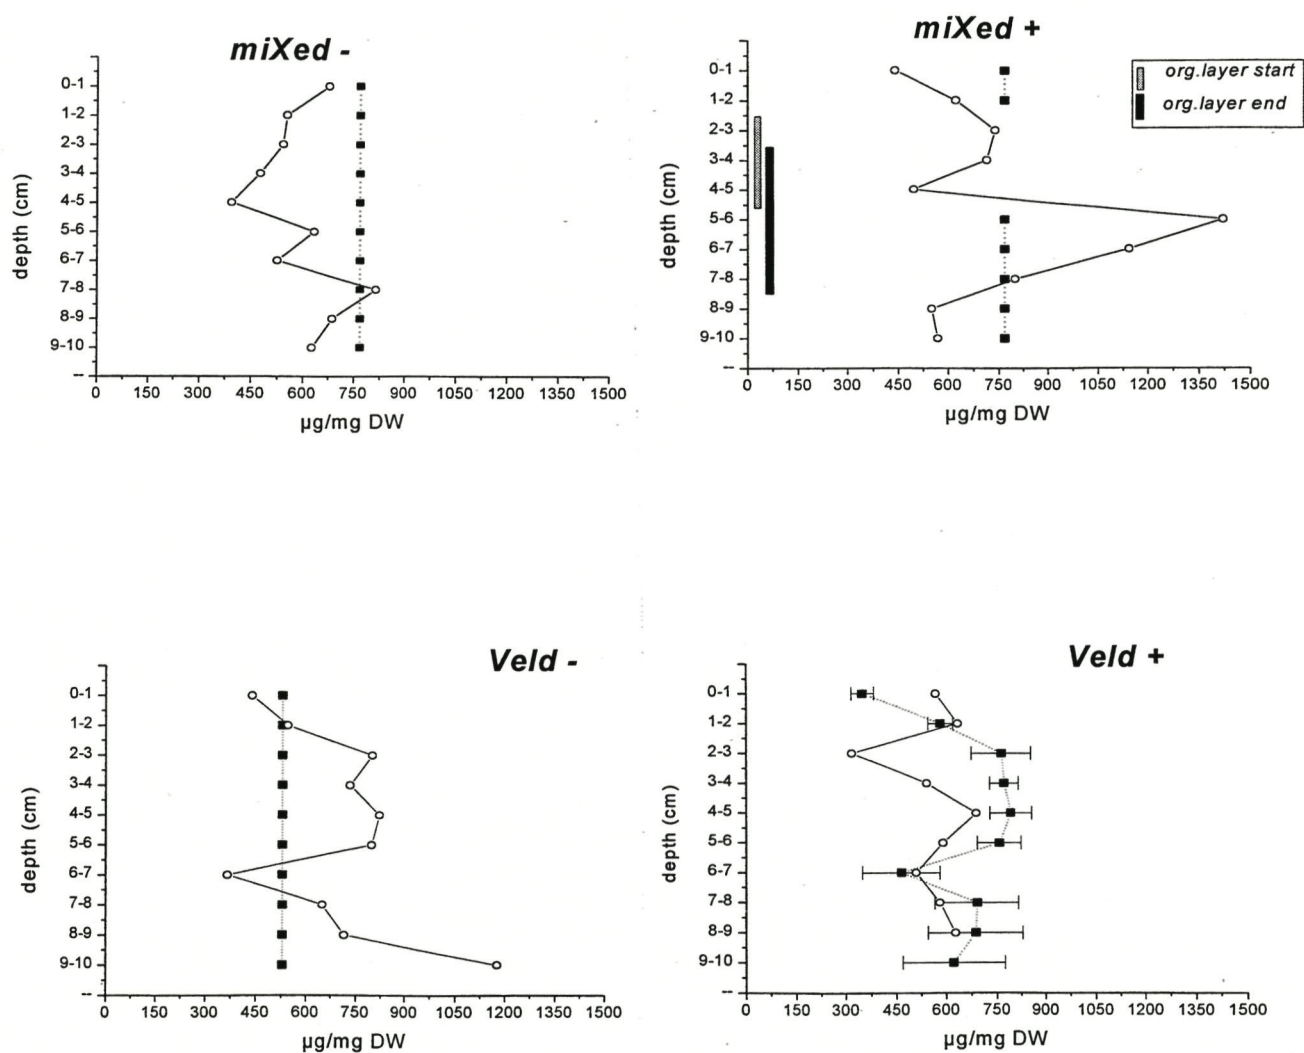 miXed -
0-1
1-2
2-3
3-4
4-5
5-6
6-7
7-8
8-9
9-10
--
depth (cm)
0 150 300 450 600 750 900 1050 1200 1350 1500
µg/mg DW
miXed +
org.layer start
org.layer end
0-1
1-2
2-3
3-4
4-5
5-6
6-7
7-8
8-9
9-10
--
depth (cm)
0 150 300 450 600 750 900 1050 1200 1350 1500
µg/mg DW
Veld -
0-1
1-2
2-3
3-4
4-5
5-6
6-7
7-8
8-9
9-10
--
depth (cm)
0 150 300 450 600 750 900 1050 1200 1350 1500
µg/mg DW
Veld +
0-1
1-2
2-3
3-4
4-5
5-6
6-7
7-8
8-9
9-10
--
depth (cm)
0 150 300 450 600 750 900 1050 1200 1350 1500
µg/mg DW